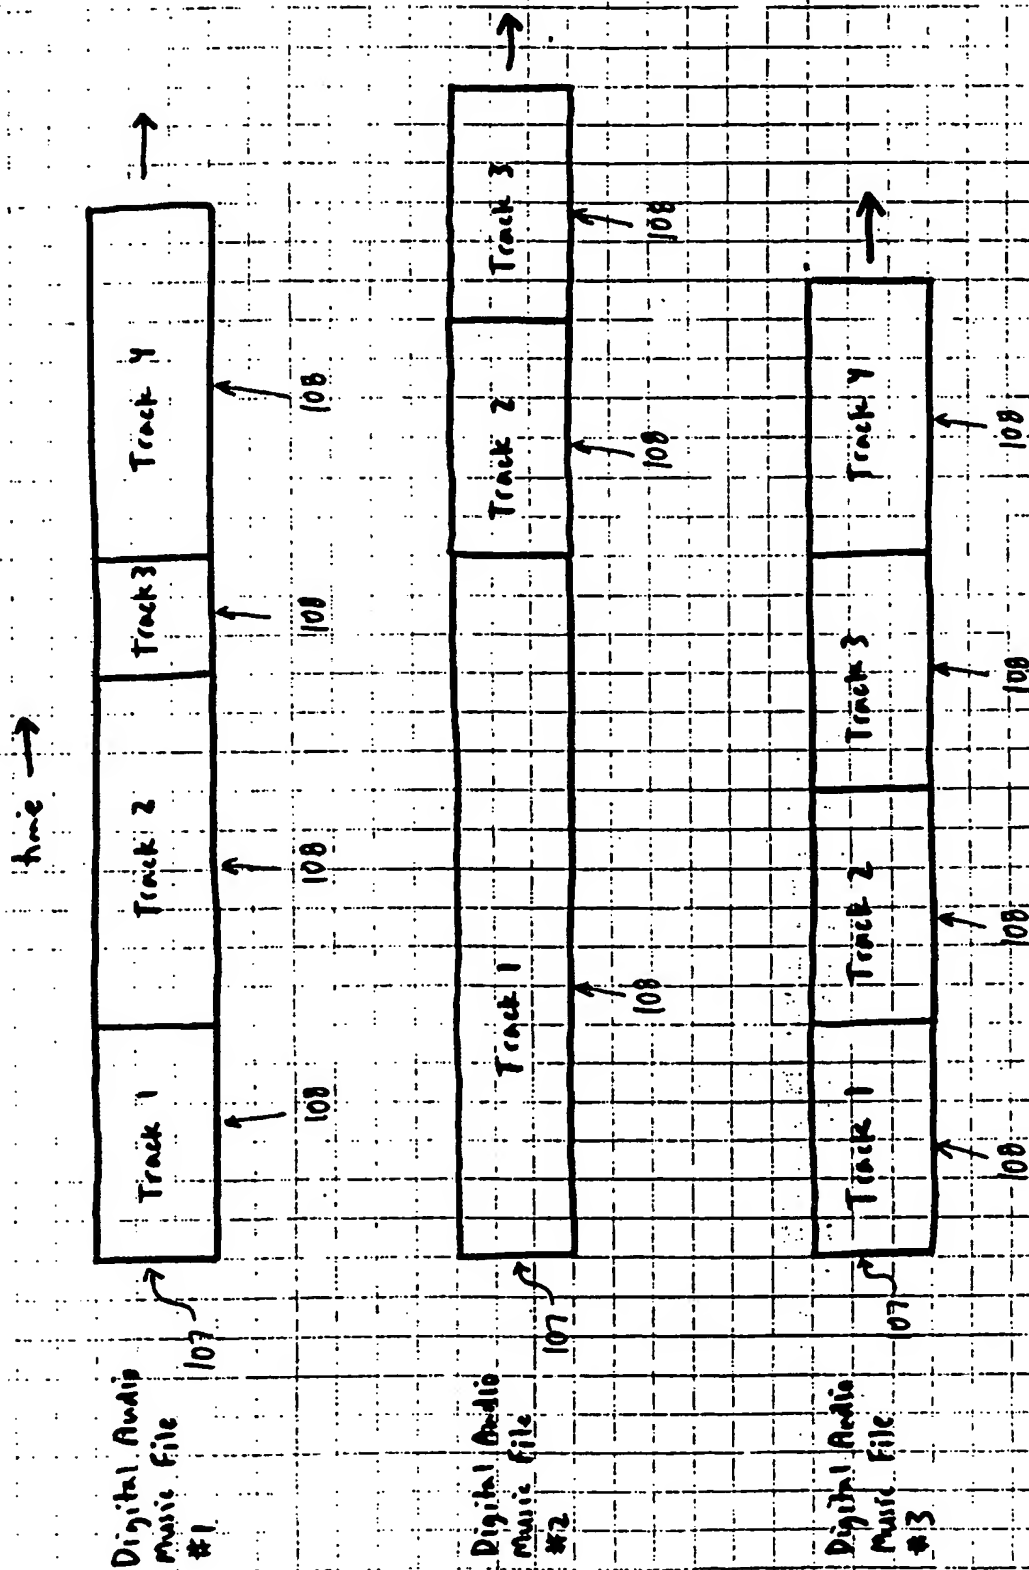 time →
Digital Audio
Music File
#1
107
Track 1
Track 2
Track 3
Track 4
108
108
108
108
Digital Audio
Music File
#2
107
Track 1
Track 2
Track 3
108
108
108
Digital Audio
Music File
#3
107
Track 1
Track 2
Track 3
Track 4
108
108
108
108